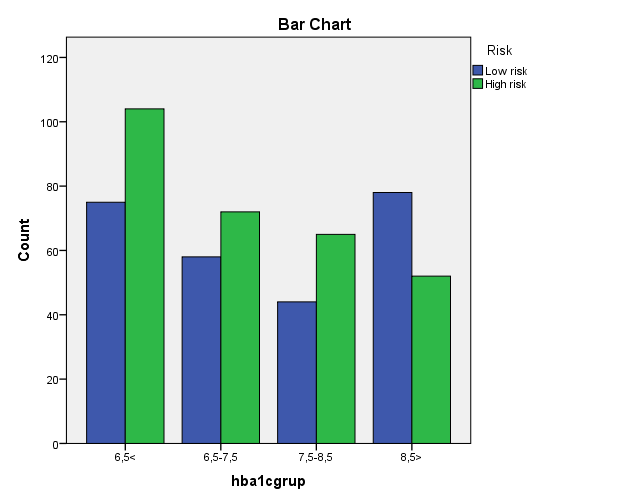 Bar Chart
Risk
Low risk
High risk
120
100
80
60
40
20
0
Count
6,5<
6,5-7,5
7,5-8,5
8,5>
hba1cgrup